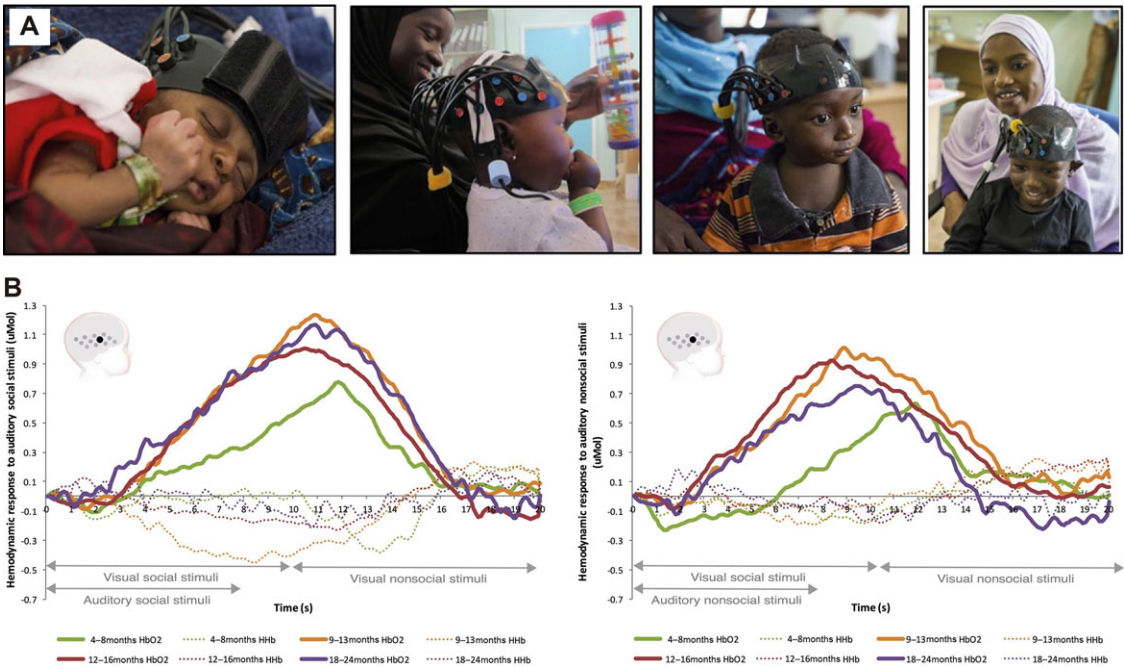 A
B
Hemodynamic response to auditory social stimuli (uMol)
1.3
1.1
0.9
0.7
0.5
0.3
0.1
-0.1
-0.3
-0.5
-0.7
0 1 2 3 4 5 6 7 8 9 10 11 12 13 14 15 16 17 18 19 20
Visual social stimuli
Visual nonsocial stimuli
Auditory social stimuli
Time (s)
4–8months HbO2 4–8months HHb 9–13months HbO2 9–13months HHb
12–16months HbO2 12–16months HHb 18–24months HbO2 18–24months HHb
Hemodynamic response to auditory nonsocial stimuli
(uMol)
1.3
1.1
0.9
0.7
0.5
0.3
0.1
-0.1
-0.3
-0.5
-0.7
0 1 2 3 4 5 6 7 8 9 10 11 12 13 14 15 16 17 18 19 20
Visual social stimuli
Visual nonsocial stimuli
Auditory nonsocial stimuli
Time (s)
4–8months HbO2 4–8months HHb 9–13months HbO2 9–13months HHb
12–16months HbO2 12–16months HHb 18–24months HbO2 18–24months HHb